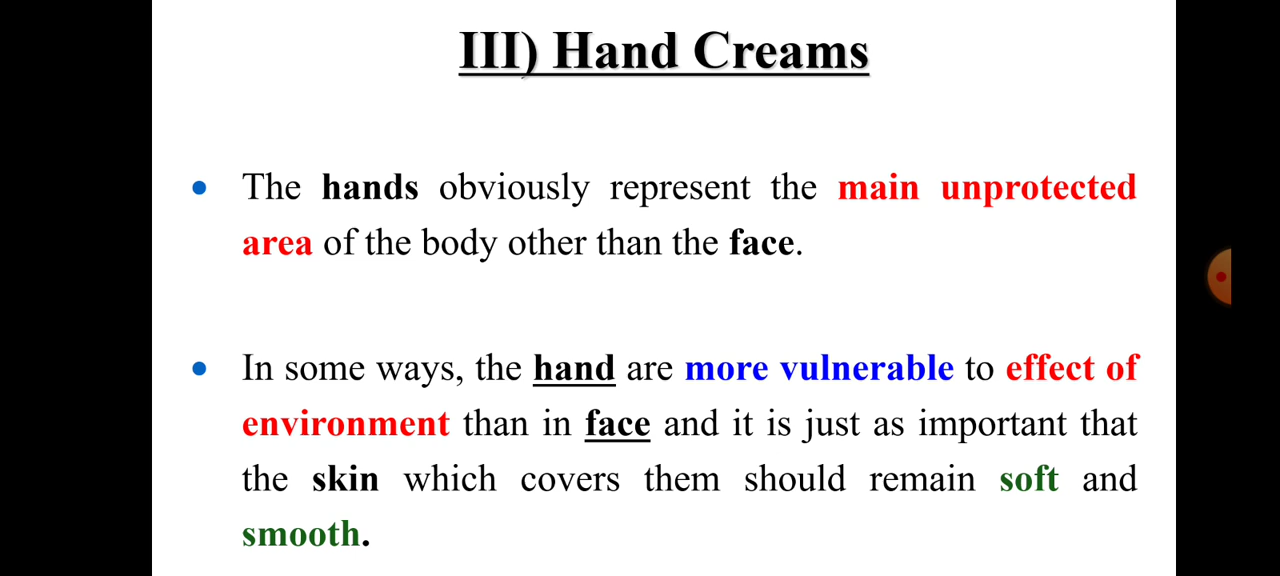 III) Hand Creams
• The hands obviously represent the main unprotected
area of the body other than the face.
• In some ways, the hand are more vulnerable to effect of
environment than in face and it is just as important that
the skin which covers them should remain soft and
smooth.